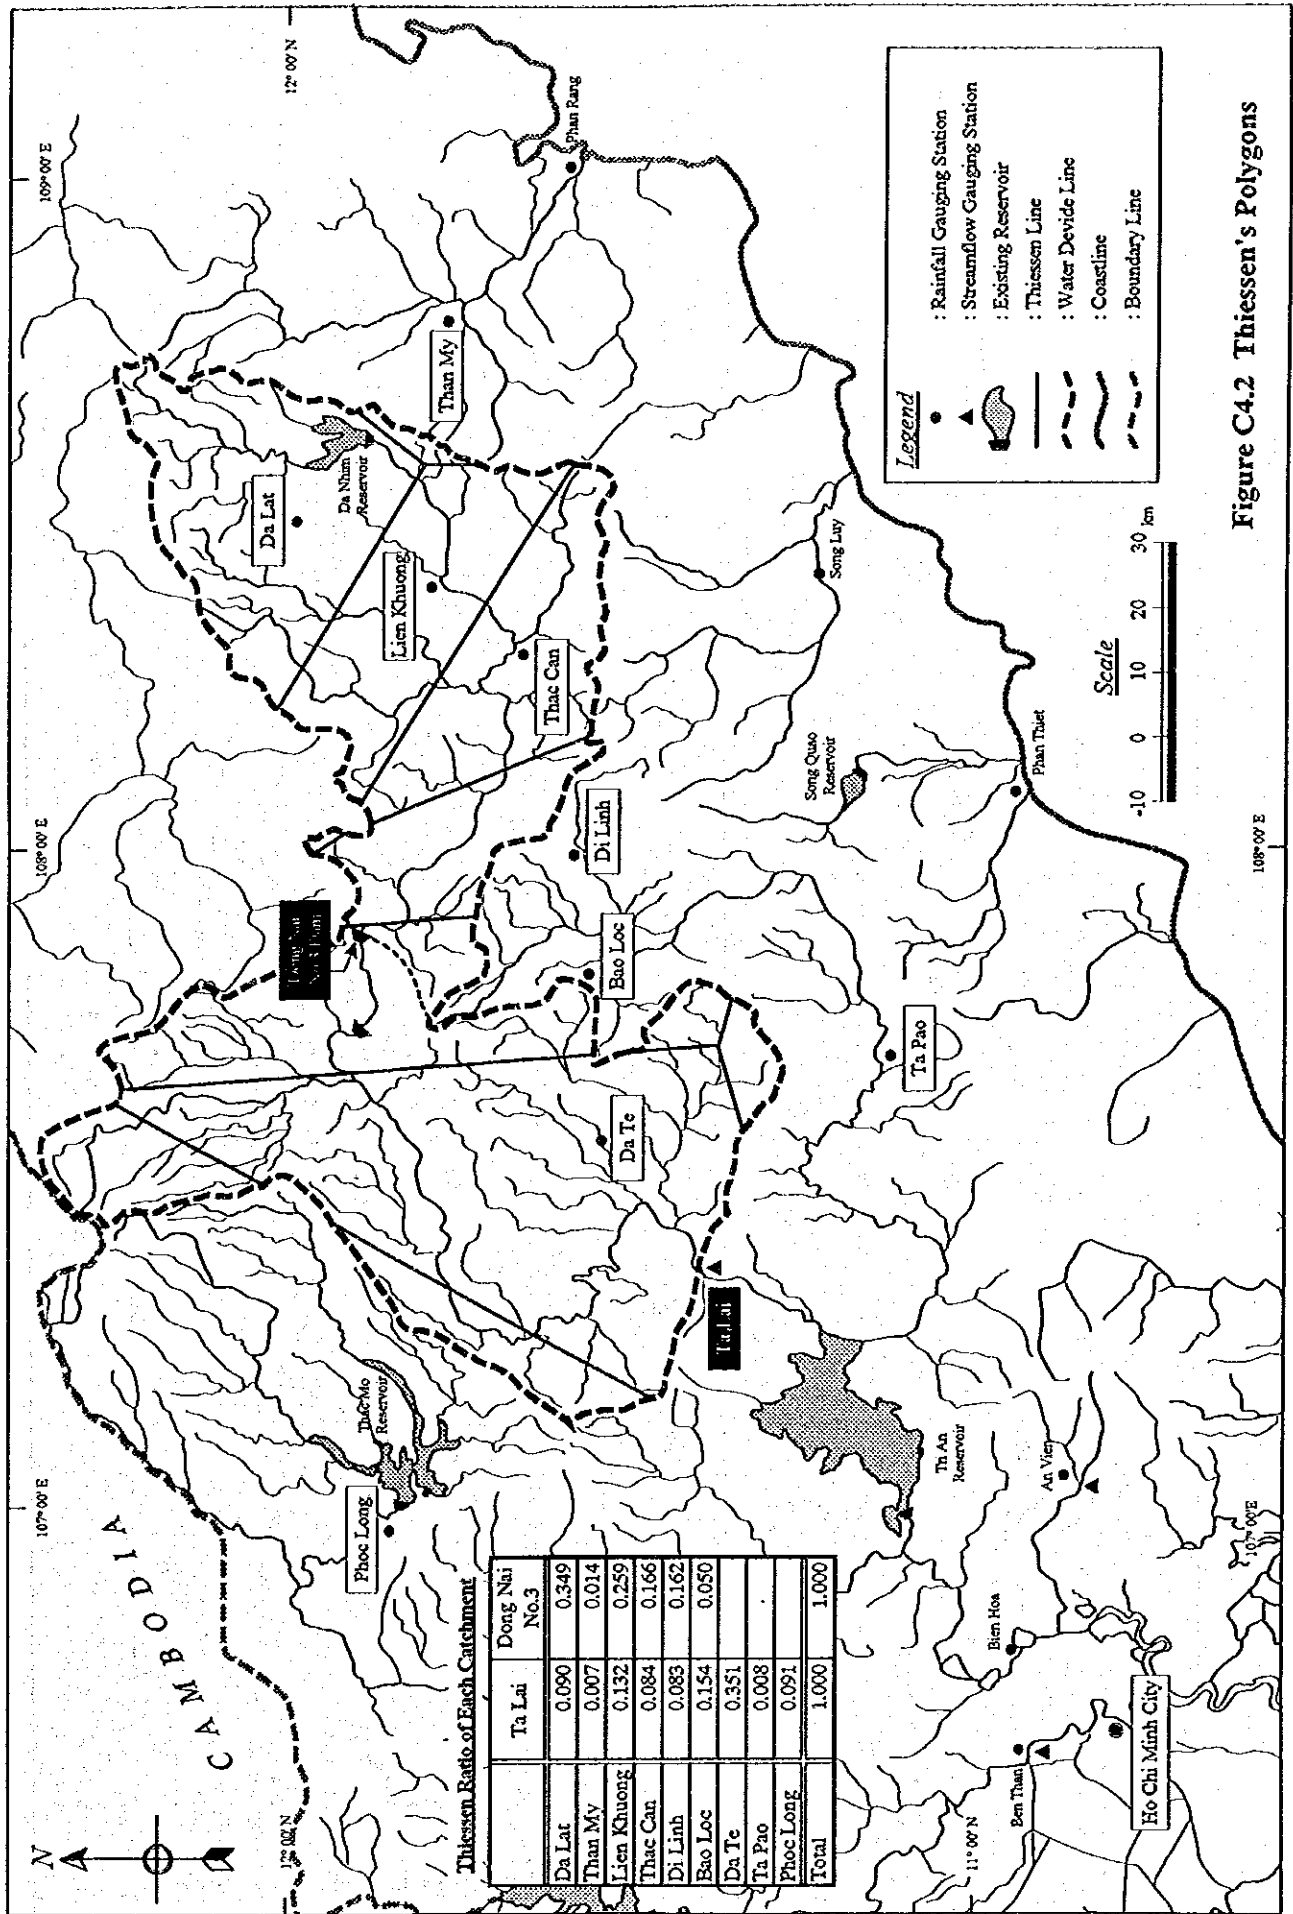 109° 00' E
108° 00' E
107° 00' E
12° 00' N
N
CAMBODIA
Da Lat
Da Nhim
Reservoir
Than My
Phan Rang
Lien Khuong
Thac Can
Di Linh
Bao Loc
Da Te
Ta Lai
Ta Pao
Song Luy
Song Quao
Reservoir
Phan Thiet
Thac Mo
Reservoir
Phoc Long
Reservoir
An Vien
Bien Hoa
Ben Than
Ho Chi Minh City
11° 00' N
107° 00'E
108° 00' E
Thiessen Ratio of Each Catchment
Ta Lai Dong Nai
No.3
Da Lat 0.090 0.349
Than My 0.007 0.014
Lien Khuong 0.132 0.259
Thac Can 0.084 0.166
Di Linh 0.083 0.162
Bao Loc 0.154 0.050
Da Te 0.351
Ta Pao 0.008
Phoc Long 0.091
Total 1.000 1.000
Scale
-10 0 10 20 30 km
Legend
: Rainfall Gauging Station
: Streamflow Gauging Station
: Existing Reservoir
: Thiessen Line
: Water Devide Line
: Coastline
: Boundary Line
Figure C4.2 Thiessen's Polygons